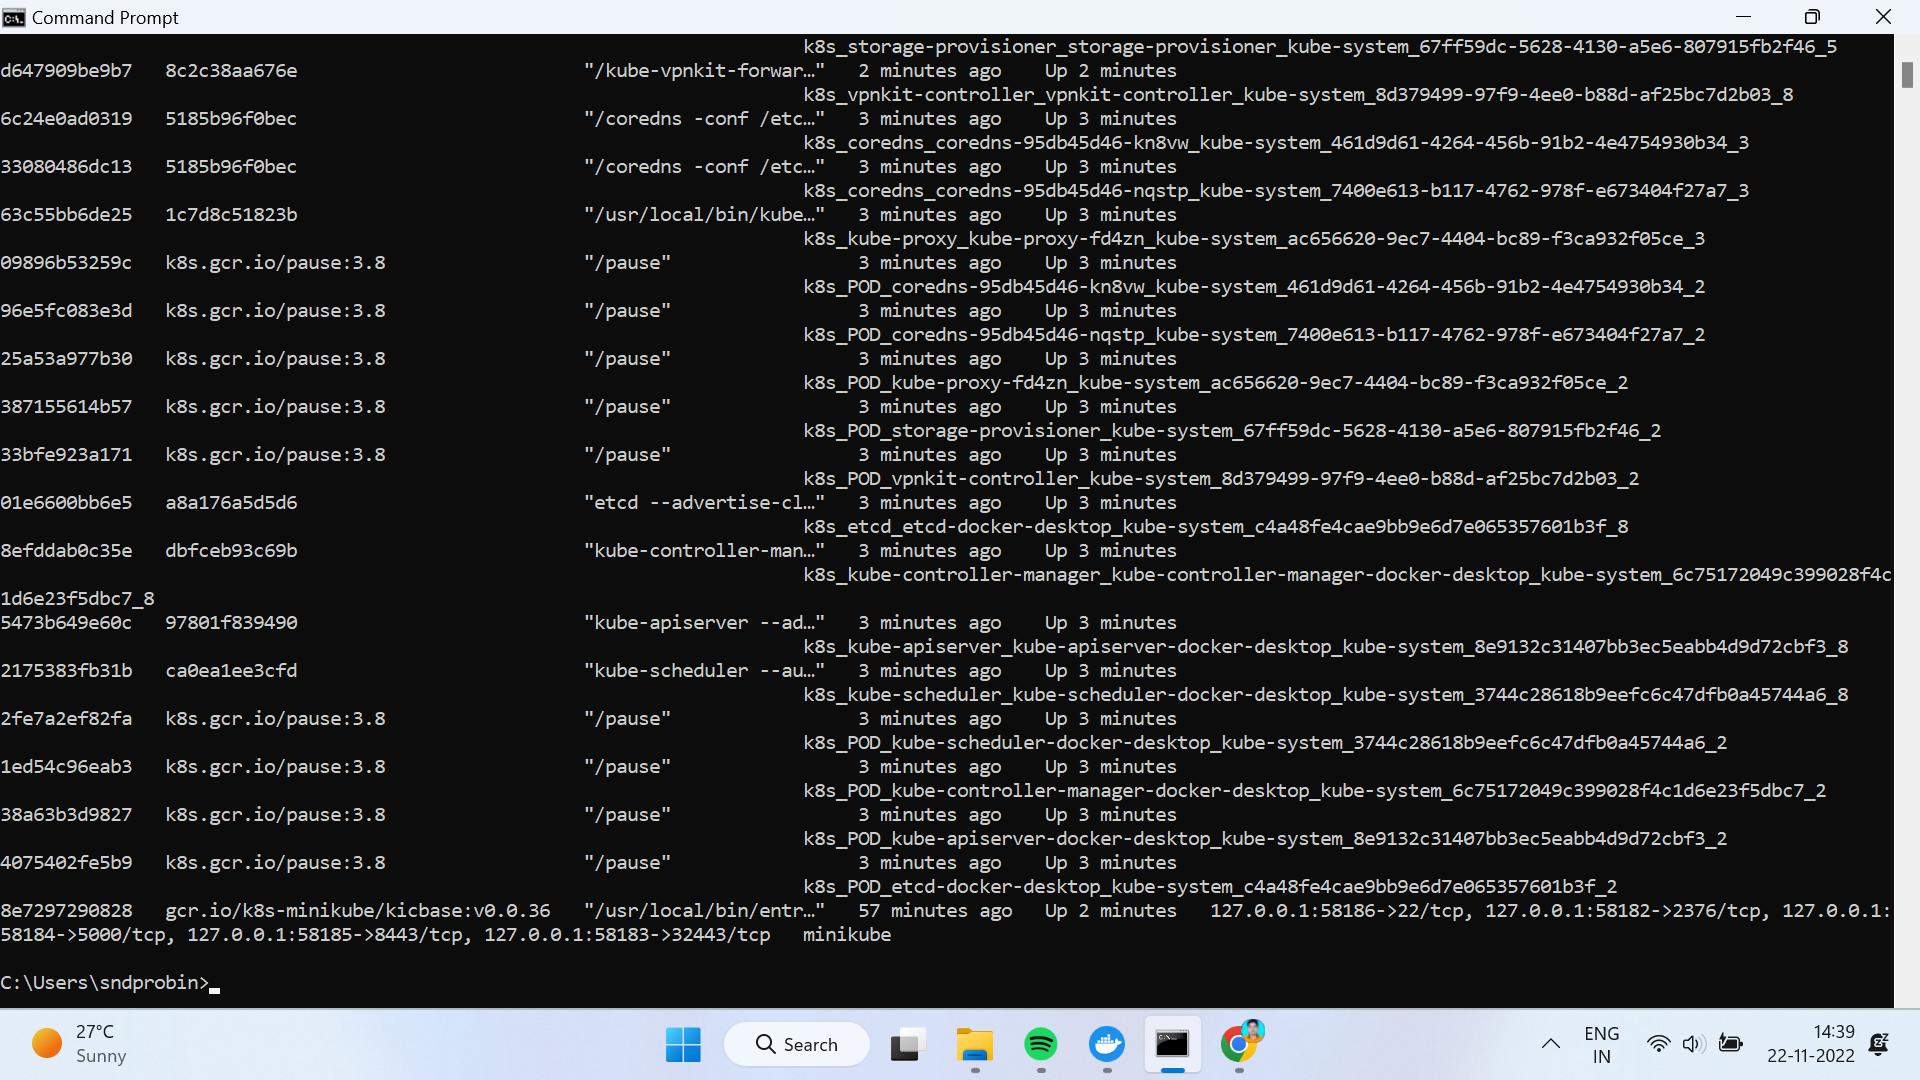 Command Prompt
k8s_storage-provisioner_storage-provisioner_kube-system_67ff59dc-5628-4130-a5e6-807915fb2f46_5
d647909be9b7 8c2c38aa676e "/kube-vpnkit-forwar…" 2 minutes ago Up 2 minutes
k8s_vpnkit-controller_vpnkit-controller_kube-system_8d379499-97f9-4ee0-b88d-af25bc7d2b03_8
6c24e0ad0319 5185b96f0bec "/coredns -conf /etc…" 3 minutes ago Up 3 minutes
k8s_coredns_coredns-95db45d46-kn8vw_kube-system_461d9d61-4264-456b-91b2-4e4754930b34_3
33080486dc13 5185b96f0bec "/coredns -conf /etc…" 3 minutes ago Up 3 minutes
k8s_coredns_coredns-95db45d46-nqstp_kube-system_7400e613-b117-4762-978f-e673404f27a7_3
63c55bb6de25 1c7d8c51823b "/usr/local/bin/kube…" 3 minutes ago Up 3 minutes
k8s_kube-proxy_kube-proxy-fd4zn_kube-system_ac656620-9ec7-4404-bc89-f3ca932f05ce_3
09896b53259c k8s.gcr.io/pause:3.8 "/pause" 3 minutes ago Up 3 minutes
k8s_POD_coredns-95db45d46-kn8vw_kube-system_461d9d61-4264-456b-91b2-4e4754930b34_2
96e5fc083e3d k8s.gcr.io/pause:3.8 "/pause" 3 minutes ago Up 3 minutes
k8s_POD_coredns-95db45d46-nqstp_kube-system_7400e613-b117-4762-978f-e673404f27a7_2
25a53a977b30 k8s.gcr.io/pause:3.8 "/pause" 3 minutes ago Up 3 minutes
k8s_POD_kube-proxy-fd4zn_kube-system_ac656620-9ec7-4404-bc89-f3ca932f05ce_2
387155614b57 k8s.gcr.io/pause:3.8 "/pause" 3 minutes ago Up 3 minutes
k8s_POD_storage-provisioner_kube-system_67ff59dc-5628-4130-a5e6-807915fb2f46_2
33bfe923a171 k8s.gcr.io/pause:3.8 "/pause" 3 minutes ago Up 3 minutes
k8s_POD_vpnkit-controller_kube-system_8d379499-97f9-4ee0-b88d-af25bc7d2b03_2
01e6600bb6e5 a8a176a5d5d6 "etcd --advertise-cl…" 3 minutes ago Up 3 minutes
k8s_etcd_etcd-docker-desktop_kube-system_c4a48fe4cae9bb9e6d7e065357601b3f_8
8efddab0c35e dbfceb93c69b "kube-controller-man…" 3 minutes ago Up 3 minutes
k8s_kube-controller-manager_kube-controller-manager-docker-desktop_kube-system_6c75172049c399028f4c
1d6e23f5dbc7_8
5473b649e60c 97801f839490 "kube-apiserver --ad…" 3 minutes ago Up 3 minutes
k8s_kube-apiserver_kube-apiserver-docker-desktop_kube-system_8e9132c31407bb3ec5eabb4d9d72cbf3_8
2175383fb31b ca0ea1ee3cfd "kube-scheduler --au…" 3 minutes ago Up 3 minutes
k8s_kube-scheduler_kube-scheduler-docker-desktop_kube-system_3744c28618b9eefc6c47dfb0a45744a6_8
2fe7a2ef82fa k8s.gcr.io/pause:3.8 "/pause" 3 minutes ago Up 3 minutes
k8s_POD_kube-scheduler-docker-desktop_kube-system_3744c28618b9eefc6c47dfb0a45744a6_2
1ed54c96eab3 k8s.gcr.io/pause:3.8 "/pause" 3 minutes ago Up 3 minutes
k8s_POD_kube-controller-manager-docker-desktop_kube-system_6c75172049c399028f4c1d6e23f5dbc7_2
38a63b3d9827 k8s.gcr.io/pause:3.8 "/pause" 3 minutes ago Up 3 minutes
k8s_POD_kube-apiserver-docker-desktop_kube-system_8e9132c31407bb3ec5eabb4d9d72cbf3_2
4075402fe5b9 k8s.gcr.io/pause:3.8 "/pause" 3 minutes ago Up 3 minutes
k8s_POD_etcd-docker-desktop_kube-system_c4a48fe4cae9bb9e6d7e065357601b3f_2
8e7297290828 gcr.io/k8s-minikube/kicbase:v0.0.36 "/usr/local/bin/entr…" 57 minutes ago Up 2 minutes 127.0.0.1:58186->22/tcp, 127.0.0.1:58182->2376/tcp, 127.0.0.1:
58184->5000/tcp, 127.0.0.1:58185->8443/tcp, 127.0.0.1:58183->32443/tcp minikube
C:\Users\sndprobin>
27°C
Sunny
Search
ENG
IN
14:39
22-11-2022